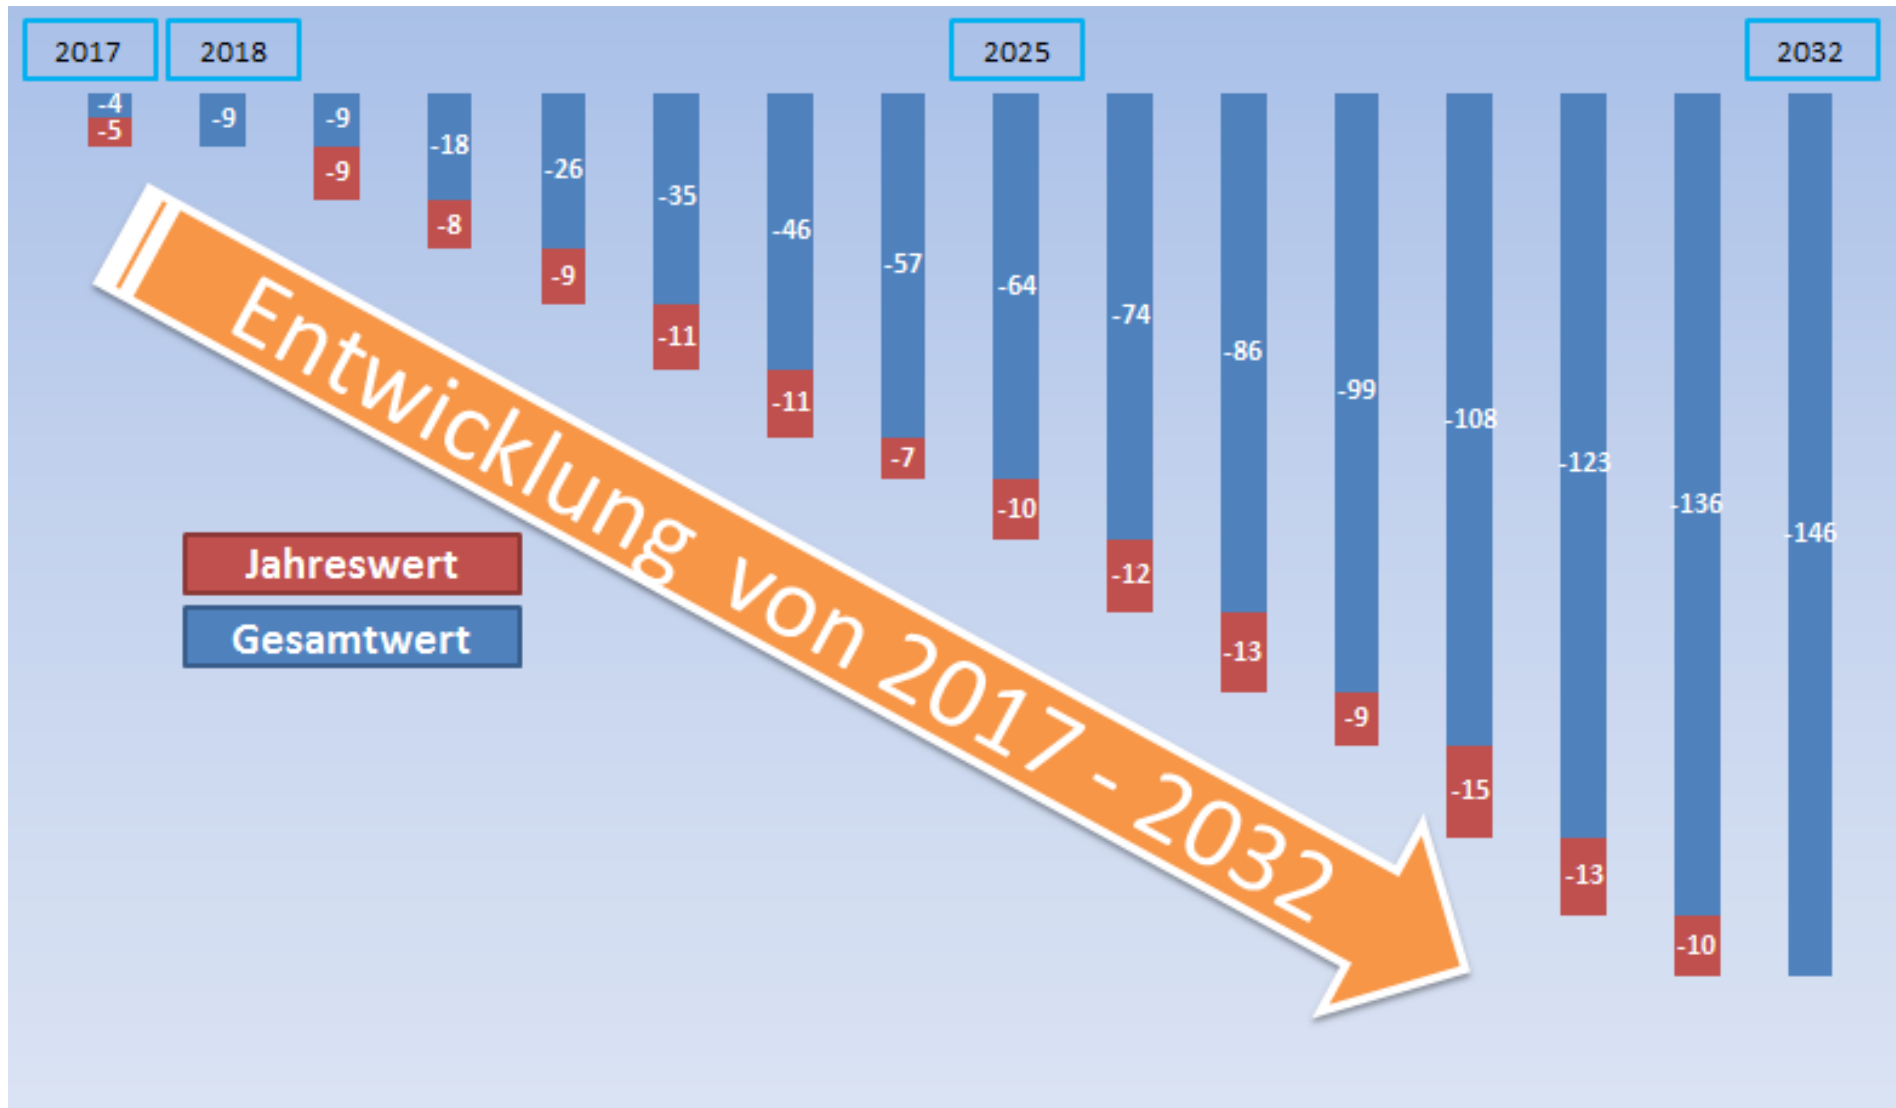 2017 2018 2025 2032
-4 -9 -9 -18 -26 -35 -46 -57 -64 -74 -86 -99 -108 -123 -136 -146
-5 -9 -8 -9 -11 -11 -7 -10 -12 -13 -9 -15 -13 -10
Entwicklung von 2017 - 2032
Jahreswert
Gesamtwert